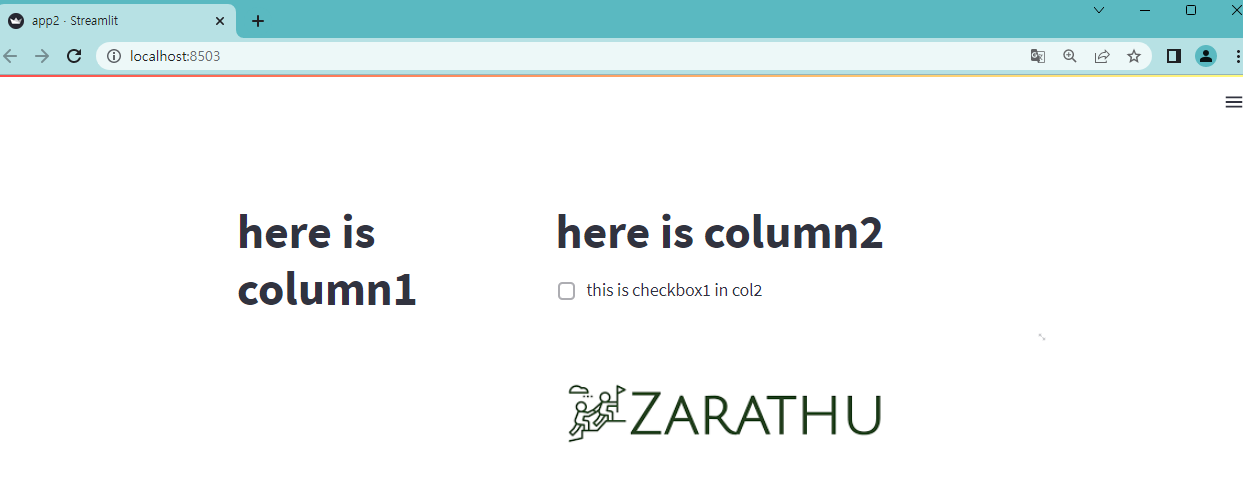 app2 · Streamlit
localhost:8503
here is
column1
here is column2
this is checkbox1 in col2
ZARATHU